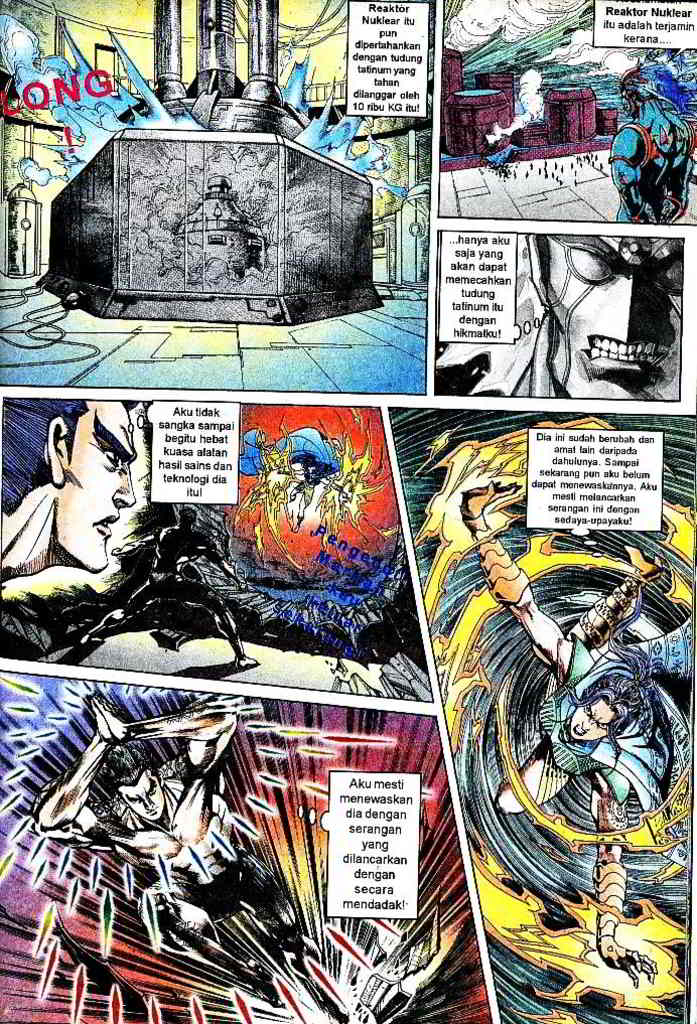 Reaktor
Nuklear itu
pun
dipertahankan
dengan tudung
tatinum yang
tahan
dilanggar oleh
10 ribu KG itu!
LONG
!
Reaktor Nuklear
itu adalah terjamin
kerana....
...hanya aku
saja yang
akan dapat
memecahkan
tudung
tatinum itu
dengan
hikmatku!
Aku tidak
sangka sampai
begitu hebat
kuasa alatan
hasil sains dan
teknologi dia
itu!
Dia ini sudah berubah dan
amat lain daripada
dahulunya. Sampai
sekarang pun aku belum
dapat menewaskannya. Aku
mesti melancarkan
serangan ini dengan
sedaya-upayaku!
Aku mesti
menewaskan
dia dengan
serangan
yang
dilancarkan
dengan
secara
mendadak!